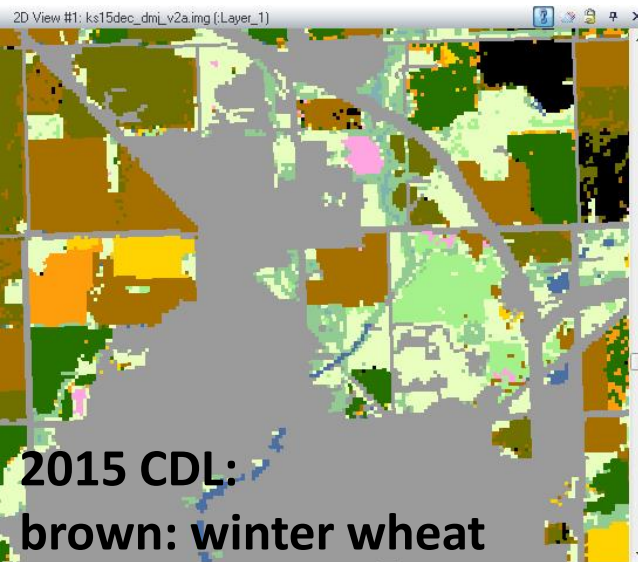 2D View #1: ks15dec_dmj_v2a.img (:Layer_1)
2015 CDL:
brown: winter wheat